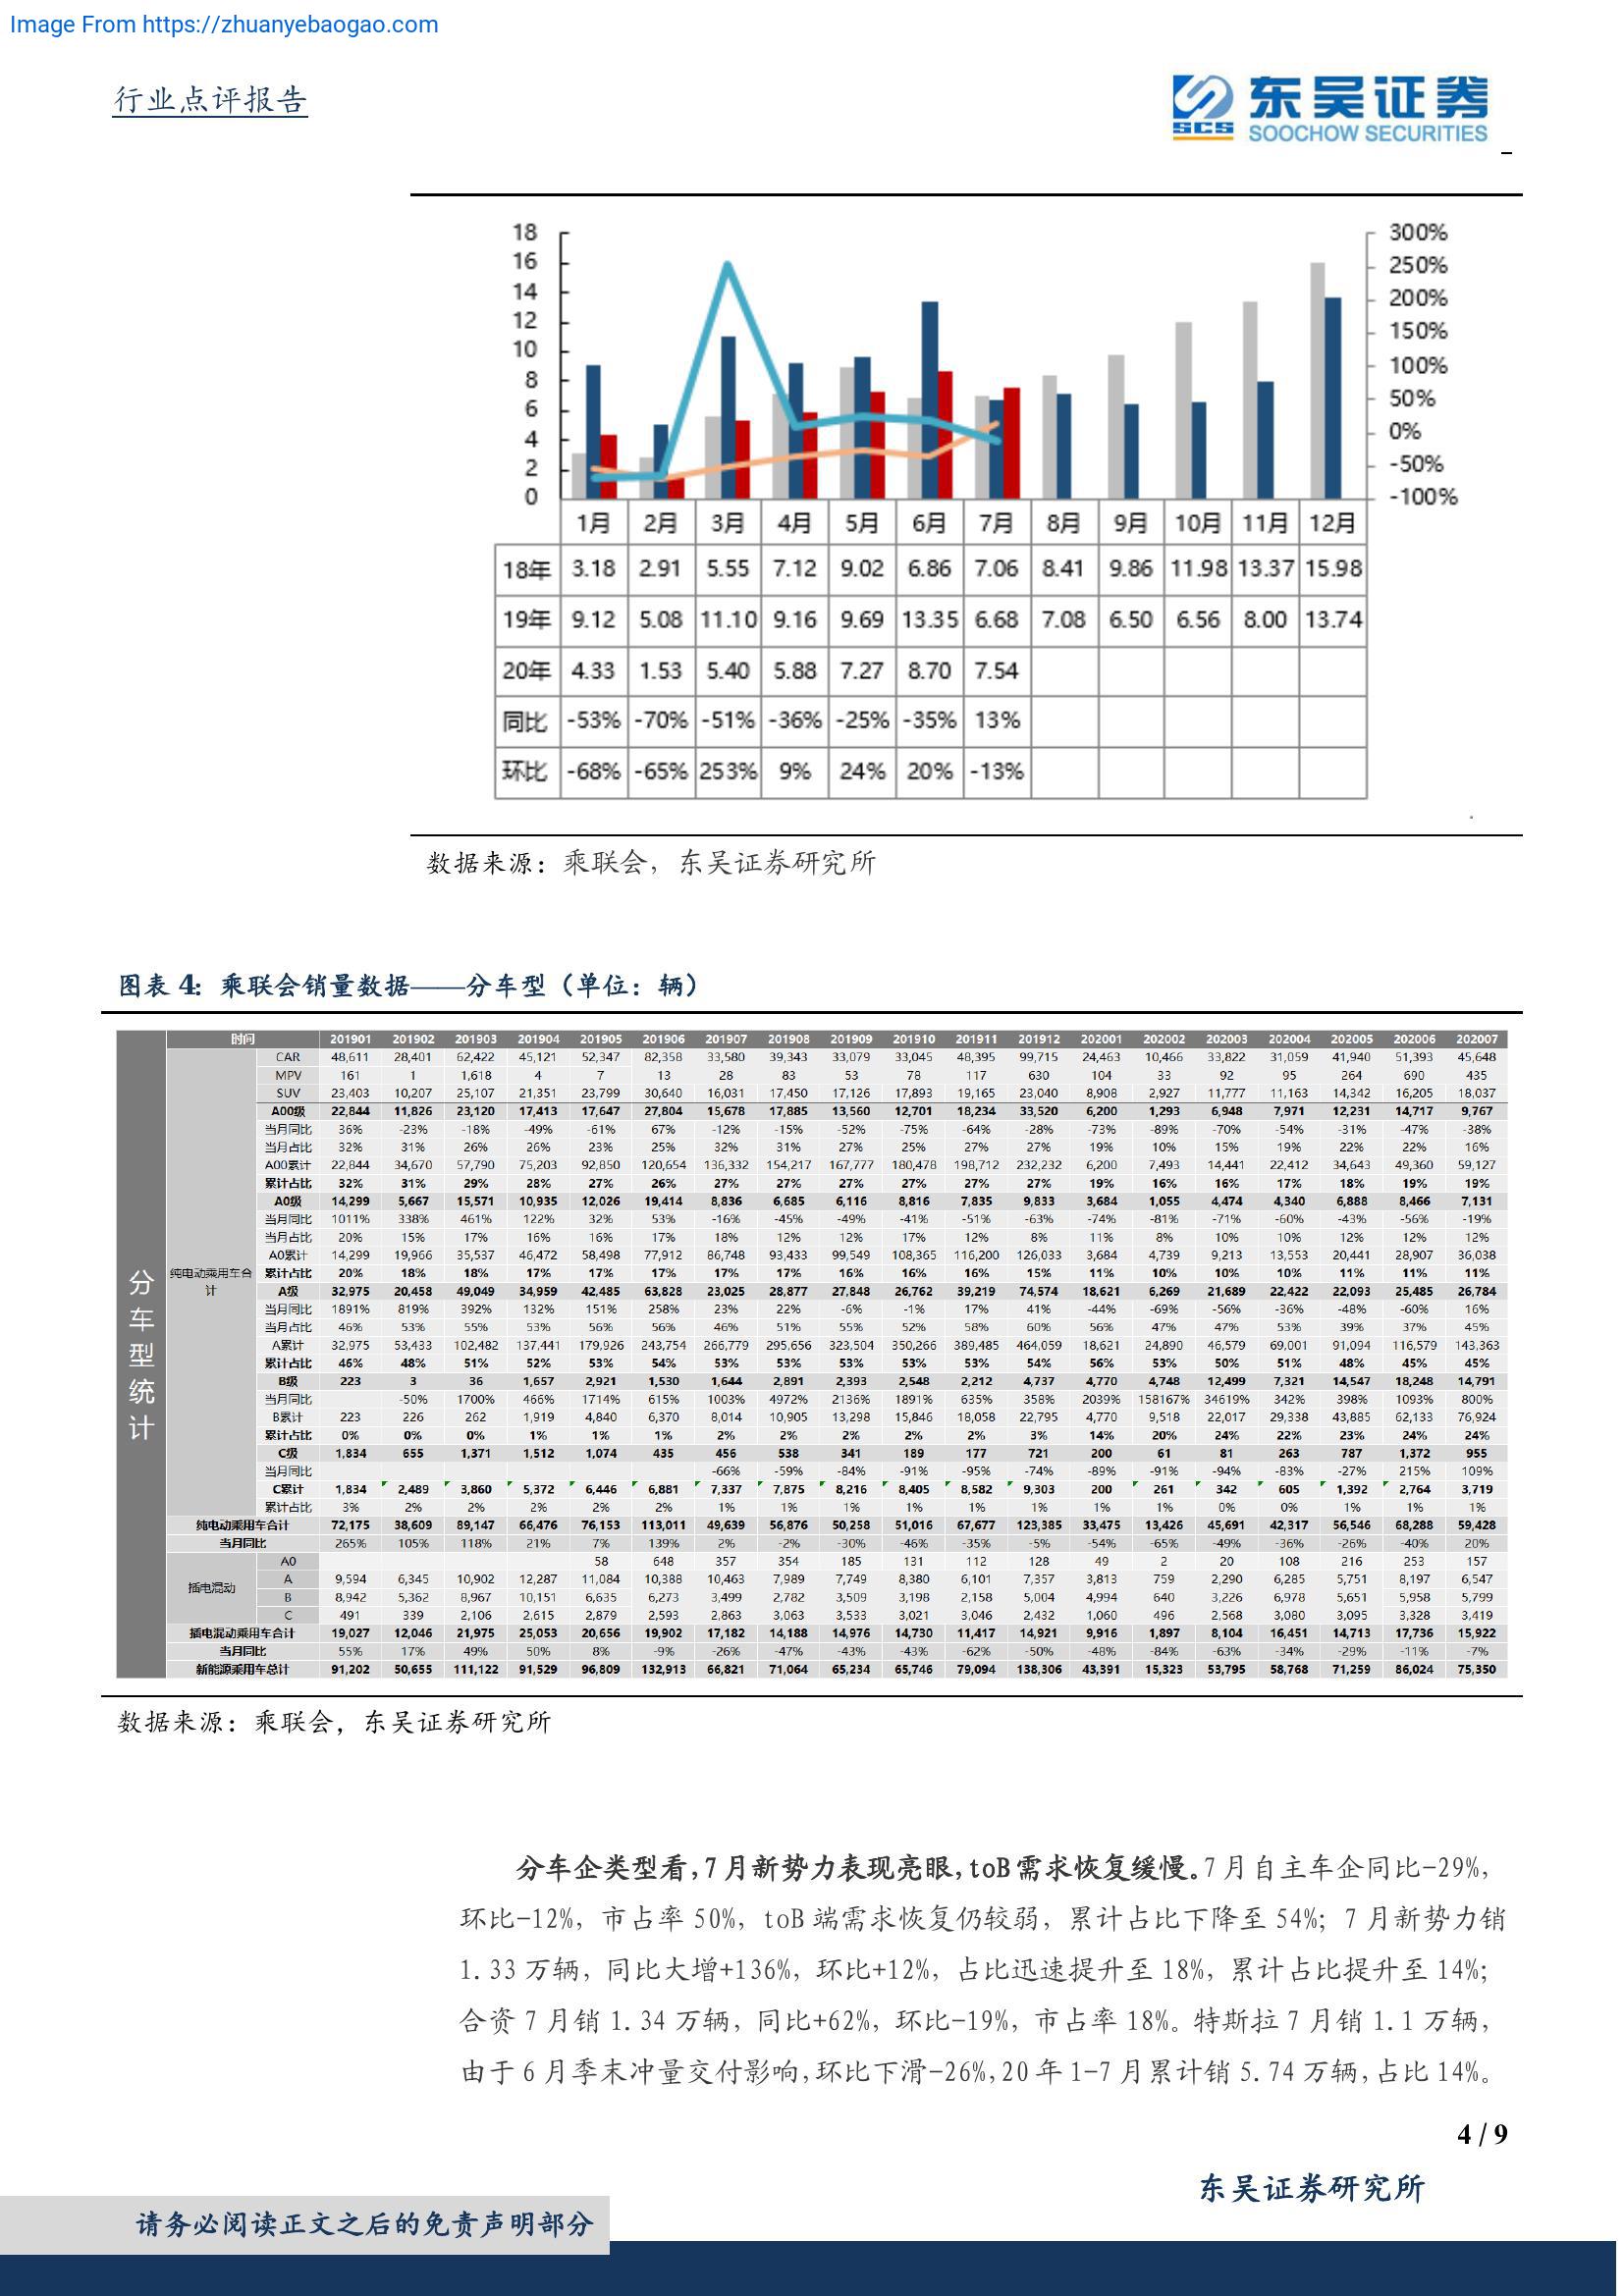 Image From https://zhuanyebaogao.com
行业点评报告
东吴证券
SCS
SOOCHOW SECURITIES
18 300%
16 250%
14 200%
12 150%
10 100%
8 50%
6 0%
4 -50%
2 -100%
0
1月 2月 3月 4月 5月 6月 7月 8月 9月 10月 11月 12月
18年 3.18 2.91 5.55 7.12 9.02 6.86 7.06 8.41 9.86 11.98 13.37 15.98
19年 9.12 5.08 11.10 9.16 9.69 13.35 6.68 7.08 6.50 6.56 8.00 13.74
20年 4.33 1.53 5.40 5.88 7.27 8.70 7.54
同比 -53% -70% -51% -36% -25% -35% 13%
环比 -68% -65% 253% 9% 24% 20% -13%
数据来源：乘联会，东吴证券研究所
图表 4：乘联会销量数据——分车型（单位：辆）
分车型统计
时间 201901 201902 201903 201904 201905 201906 201907 201908 201909 201910 201911 201912 202001 202002 202003 202004 202005 202006 202007
纯电动乘用车合计
CAR 48,611 28,401 62,422 45,121 52,347 82,358 33,580 39,343 33,079 33,045 48,395 99,715 24,463 10,466 33,822 31,059 41,940 51,393 45,648
MPV 161 1 1,618 4 7 13 28 83 53 78 117 630 104 33 92 95 264 690 435
SUV 23,403 10,207 25,107 21,351 23,799 30,640 16,031 17,450 17,126 17,893 19,165 23,040 8,908 2,927 11,777 11,163 14,342 16,205 18,037
A00级 22,844 11,826 23,120 17,413 17,647 27,804 15,678 17,885 13,560 12,701 18,234 33,520 6,200 1,293 6,948 7,971 12,231 14,717 9,767
当月同比 36% -23% -18% -49% -61% 67% -12% -15% -52% -75% -64% -28% -73% -89% -70% -54% -31% -47% -38%
当月占比 32% 31% 26% 26% 23% 25% 32% 31% 27% 25% 27% 27% 19% 10% 15% 19% 22% 22% 16%
A00累计 22,844 34,670 57,790 75,203 92,850 120,654 136,332 154,217 167,777 180,478 198,712 232,232 6,200 7,493 14,441 22,412 34,643 49,360 59,127
累计占比 32% 31% 29% 28% 27% 26% 27% 27% 27% 27% 27% 27% 19% 16% 16% 17% 18% 19% 19%
A0级 14,299 5,667 15,571 10,935 12,026 19,414 8,836 6,685 6,116 8,816 7,835 9,833 3,684 1,055 4,474 4,340 6,888 8,466 7,131
当月同比 1011% 338% 461% 122% 32% 53% -16% -45% -49% -41% -51% -63% -74% -81% -71% -60% -43% -56% -19%
当月占比 20% 15% 17% 16% 16% 17% 18% 12% 12% 17% 12% 8% 11% 8% 10% 10% 12% 12% 12%
A0累计 14,299 19,966 35,537 46,472 58,498 77,912 86,748 93,433 99,549 108,365 116,200 126,033 3,684 4,739 9,213 13,553 20,441 28,907 36,038
累计占比 20% 18% 18% 17% 17% 17% 17% 17% 16% 16% 16% 15% 11% 10% 10% 10% 11% 11% 11%
A级 32,975 20,458 49,049 34,959 42,485 63,828 23,025 28,877 27,848 26,762 39,219 74,574 18,621 6,269 21,689 22,422 22,093 25,485 26,784
当月同比 1891% 819% 392% 132% 151% 258% 23% 22% -6% -1% 17% 41% -44% -69% -56% -36% -48% -60% 16%
当月占比 46% 53% 55% 53% 56% 56% 46% 51% 55% 52% 58% 60% 56% 47% 47% 53% 39% 37% 45%
A累计 32,975 53,433 102,482 137,441 179,926 243,754 266,779 295,656 323,504 350,266 389,485 464,059 18,621 24,890 46,579 69,001 91,094 116,579 143,363
累计占比 46% 48% 51% 52% 53% 54% 53% 53% 53% 53% 53% 54% 56% 53% 50% 51% 48% 45% 45%
B级 223 3 36 1,657 2,921 1,530 1,644 2,891 2,393 2,548 2,212 4,737 4,770 4,748 12,499 7,321 14,547 18,248 14,791
当月同比 -50% 1700% 466% 1714% 615% 1003% 4972% 2136% 1891% 635% 358% 2039% 158167% 34619% 342% 398% 1093% 800%
B累计 223 226 262 1,919 4,840 6,370 8,014 10,905 13,298 15,846 18,058 22,795 4,770 9,518 22,017 29,338 43,885 62,133 76,924
累计占比 0% 0% 0% 1% 1% 1% 2% 2% 2% 2% 2% 3% 14% 20% 24% 22% 23% 24% 24%
C级 1,834 655 1,371 1,512 1,074 435 456 538 341 189 177 721 200 61 81 263 787 1,372 955
当月同比 -66% -59% -84% -91% -95% -74% -89% -91% -94% -83% -27% 215% 109%
C累计 1,834 2,489 3,860 5,372 6,446 6,881 7,337 7,875 8,216 8,405 8,582 9,303 200 261 342 605 1,392 2,764 3,719
累计占比 3% 2% 2% 2% 2% 2% 1% 1% 1% 1% 1% 1% 1% 1% 0% 0% 1% 1% 1%
纯电动乘用车合计 72,175 38,609 89,147 66,476 76,153 113,011 49,639 56,876 50,258 51,016 67,677 123,385 33,475 13,426 45,691 42,317 56,546 68,288 59,428
当月同比 265% 105% 118% 21% 7% 139% 2% -2% -30% -46% -35% -5% -54% -65% -49% -36% -26% -40% 20%
插电混动
A0 58 648 357 354 185 131 112 128 49 2 20 108 216 253 157
A 9,594 6,345 10,902 12,287 11,084 10,388 10,463 7,989 7,749 8,380 6,101 7,357 3,813 759 2,290 6,285 5,751 8,197 6,547
B 8,942 5,362 8,967 10,151 6,635 6,273 3,499 2,782 3,509 3,198 2,158 5,004 4,994 640 3,226 6,978 5,651 5,958 5,799
C 491 339 2,106 2,615 2,879 2,593 2,863 3,063 3,533 3,021 3,046 2,432 1,060 496 2,568 3,080 3,095 3,328 3,419
插电混动乘用车合计 19,027 12,046 21,975 25,053 20,656 19,902 17,182 14,188 14,976 14,730 11,417 14,921 9,916 1,897 8,104 16,451 14,713 17,736 15,922
当月同比 55% 17% 49% 50% 8% -9% -26% -47% -43% -43% -62% -50% -48% -84% -63% -34% -29% -11% -7%
新能源乘用车总计 91,202 50,655 111,122 91,529 96,809 132,913 66,821 71,064 65,234 65,746 79,094 138,306 43,391 15,323 53,795 58,768 71,259 86,024 75,350
数据来源：乘联会，东吴证券研究所
分车企类型看，7 月新势力表现亮眼，toB 需求恢复缓慢。7 月自主车企同比-29%，
环比-12%，市占率 50%，toB 端需求恢复仍较弱，累计占比下降至 54%；7 月新势力销
1.33 万辆，同比大增+136%，环比+12%，占比迅速提升至 18%，累计占比提升至 14%；
合资 7 月销 1.34 万辆，同比+62%，环比-19%，市占率 18%。特斯拉 7 月销 1.1 万辆，
由于 6 月季末冲量交付影响，环比下滑-26%，20 年 1-7 月累计销 5.74 万辆，占比 14%。
4 / 9
东吴证券研究所
请务必阅读正文之后的免责声明部分